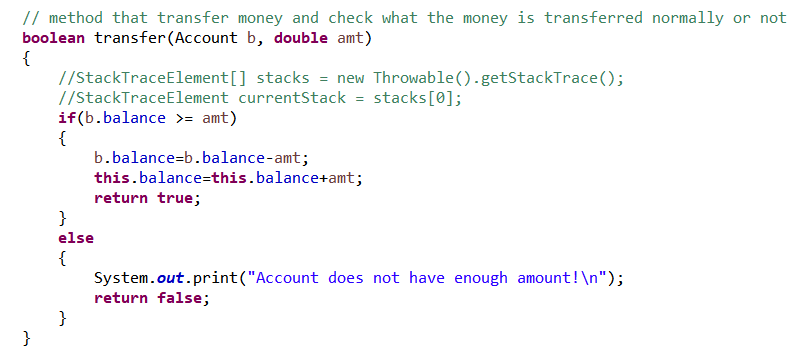 // method that transfer money and check what the money is transferred normally or not
boolean transfer(Account b, double amt)
{
    //StackTraceElement[] stacks = new Throwable().getStackTrace();
    //StackTraceElement currentStack = stacks[0];
    if(b.balance >= amt)
    {
        b.balance=b.balance-amt;
        this.balance=this.balance+amt;
        return true;
    }
    else
    {
        System.out.print("Account does not have enough amount!\n");
        return false;
    }
}